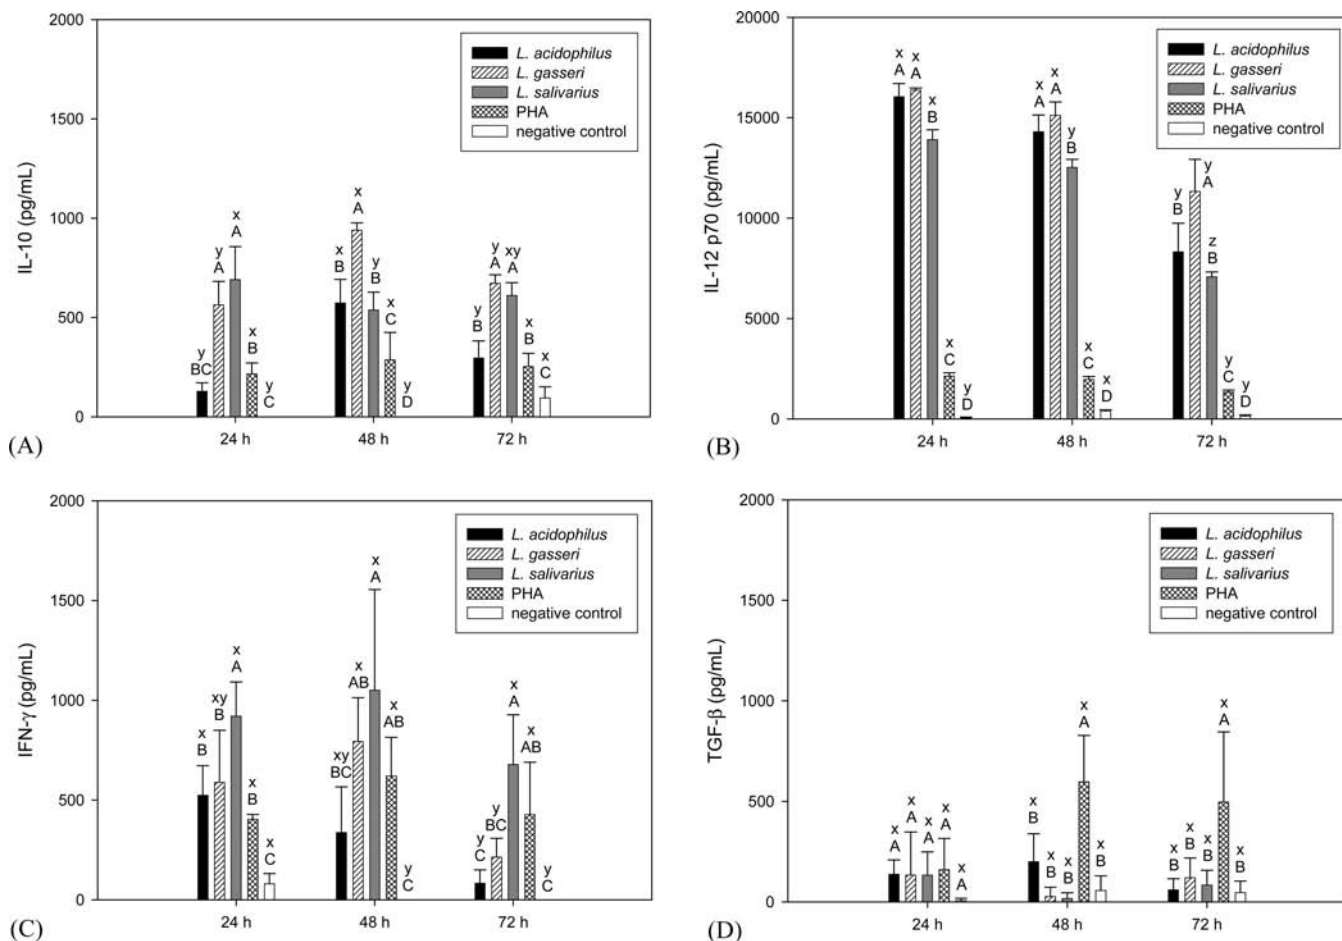 (A)
IL-10 (pg/mL)
2000
1500
1000
500
0
L. acidophilus
L. gasseri
L. salivarius
PHA
negative control
y
BC
y
A
x
A
x
B
y
C
x
B
x
A
y
B
x
C
y
D
y
B
y
A
xy
A
x
B
x
C
24 h 48 h 72 h
(B)
IL-12 p70 (pg/mL)
20000
15000
10000
5000
0
L. acidophilus
L. gasseri
L. salivarius
PHA
negative control
x
A
x
A
x
B
x
C
y
D
x
A
x
A
y
B
x
C
x
D
y
B
y
A
z
B
y
C
y
D
24 h 48 h 72 h
(C)
IFN-γ (pg/mL)
2000
1500
1000
500
0
L. acidophilus
L. gasseri
L. salivarius
PHA
negative control
x
B
xy
B
x
A
x
B
x
C
xy
BC
x
AB
x
A
x
AB
y
C
y
C
y
BC
x
A
x
AB
y
C
24 h 48 h 72 h
(D)
TGF-β (pg/mL)
2000
1500
1000
500
0
L. acidophilus
L. gasseri
L. salivarius
PHA
negative control
x
A
x
A
x
A
x
A
x
A
x
B
x
B
x
B
x
A
x
B
x
B
x
B
x
B
x
A
x
B
24 h 48 h 72 h